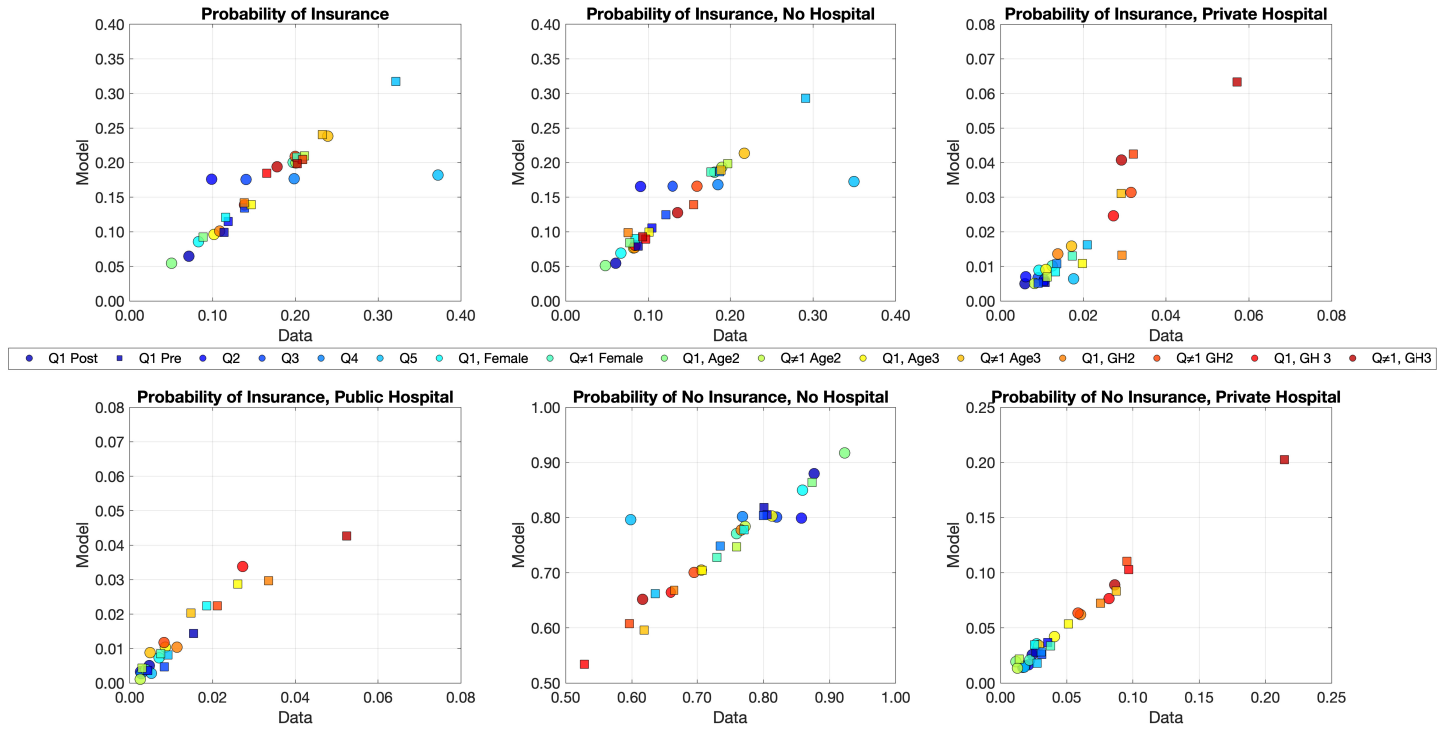 Probability of Insurance
0.40
0.35
0.30
0.25
0.20
0.15
0.10
0.05
0.00
Model
0.00 0.10 0.20 0.30 0.40
Data
Probability of Insurance, No Hospital
0.40
0.35
0.30
0.25
0.20
0.15
0.10
0.05
0.00
Model
0.00 0.10 0.20 0.30 0.40
Data
Probability of Insurance, Private Hospital
0.08
0.07
0.06
0.05
0.04
0.03
0.02
0.01
0.00
Model
0.00 0.02 0.04 0.06 0.08
Data
Q1 Post Q1 Pre Q2 Q3 Q4 Q5 Q1, Female Q≠1 Female Q1, Age2 Q≠1 Age2 Q1, Age3 Q≠1 Age3 Q1, GH2 Q≠1 GH2 Q1, GH 3 Q≠1, GH3
Probability of Insurance, Public Hospital
0.08
0.07
0.06
0.05
0.04
0.03
0.02
0.01
0.00
Model
0.00 0.02 0.04 0.06 0.08
Data
Probability of No Insurance, No Hospital
1.00
0.90
0.80
0.70
0.60
0.50
Model
0.50 0.60 0.70 0.80 0.90 1.00
Data
Probability of No Insurance, Private Hospital
0.25
0.20
0.15
0.10
0.05
0.00
Model
0.00 0.05 0.10 0.15 0.20 0.25
Data